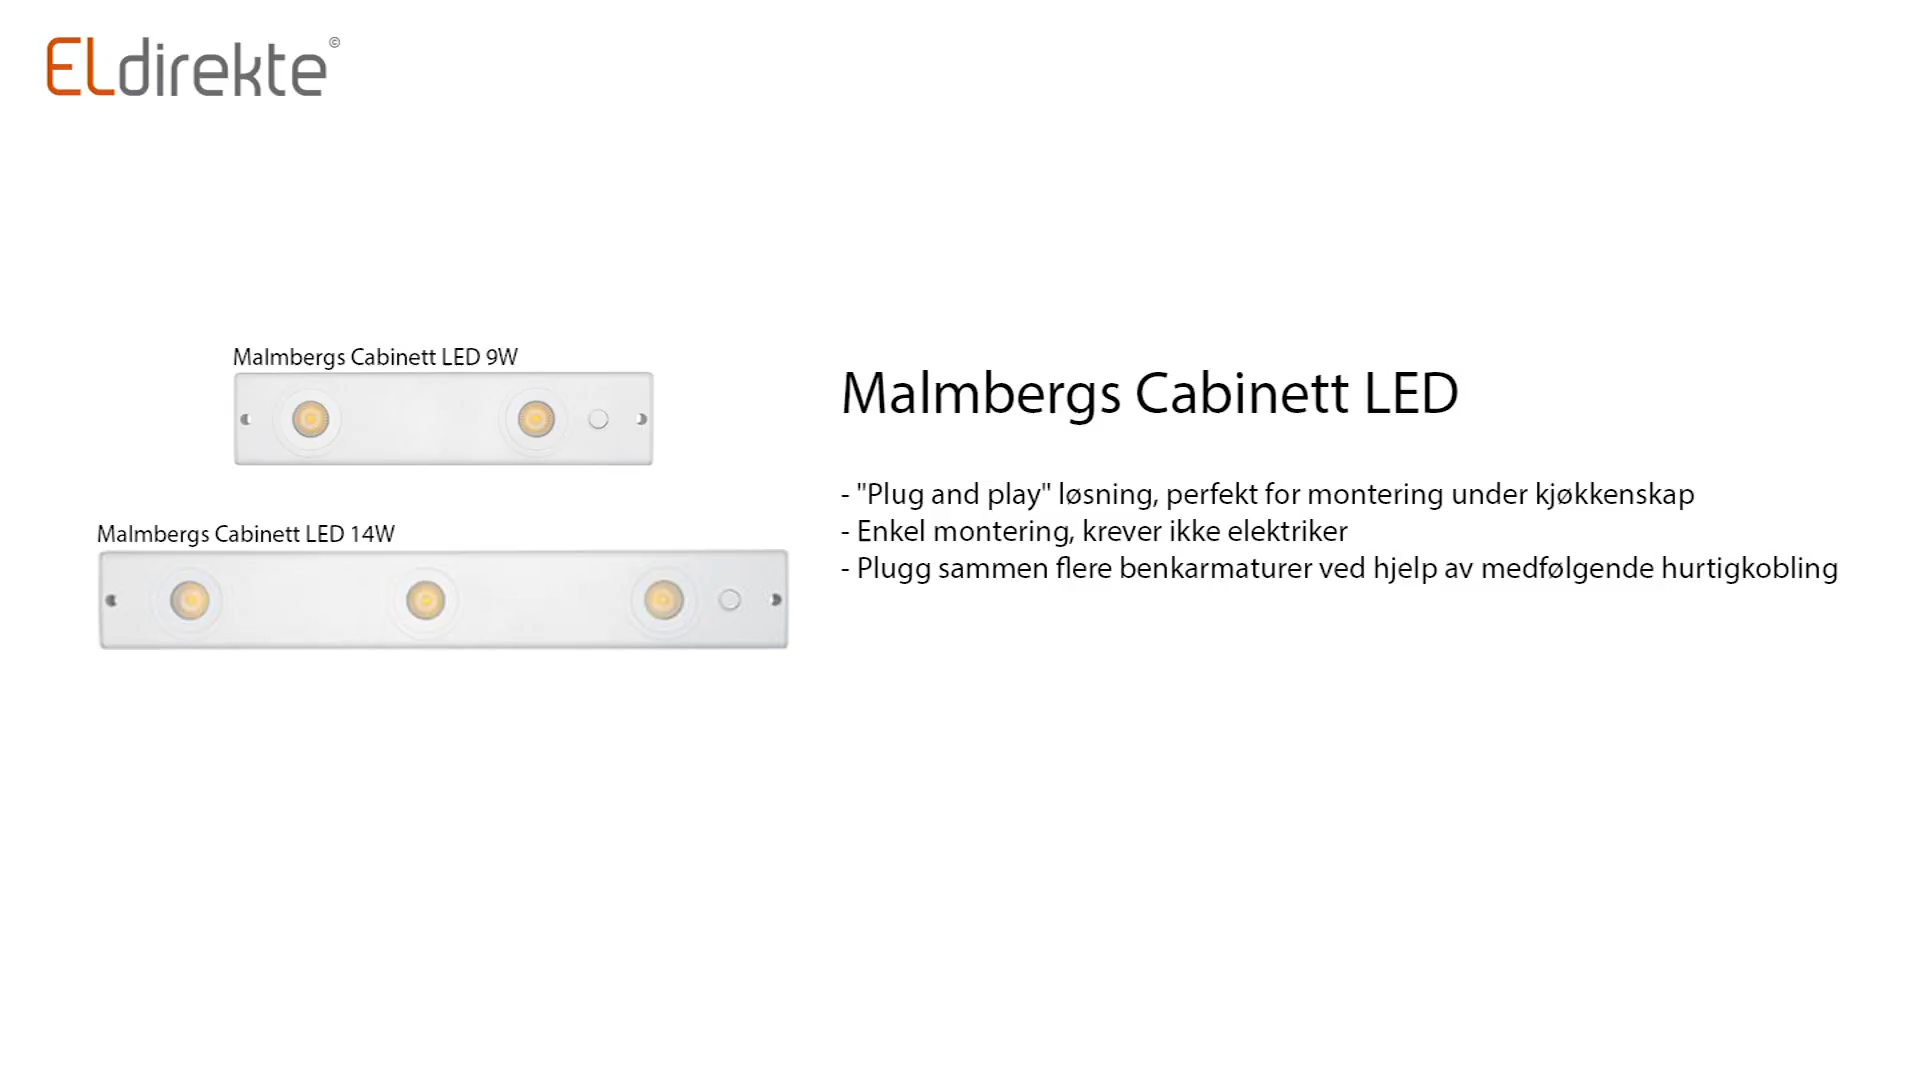 ELdirekte©
Malmbergs Cabinett LED 9W
Malmbergs Cabinett LED 14W
Malmbergs Cabinett LED
- "Plug and play" løsning, perfekt for montering under kjøkkenskap
- Enkel montering, krever ikke elektriker
- Plugg sammen flere benkarmaturer ved hjelp av medfølgende hurtigkobling